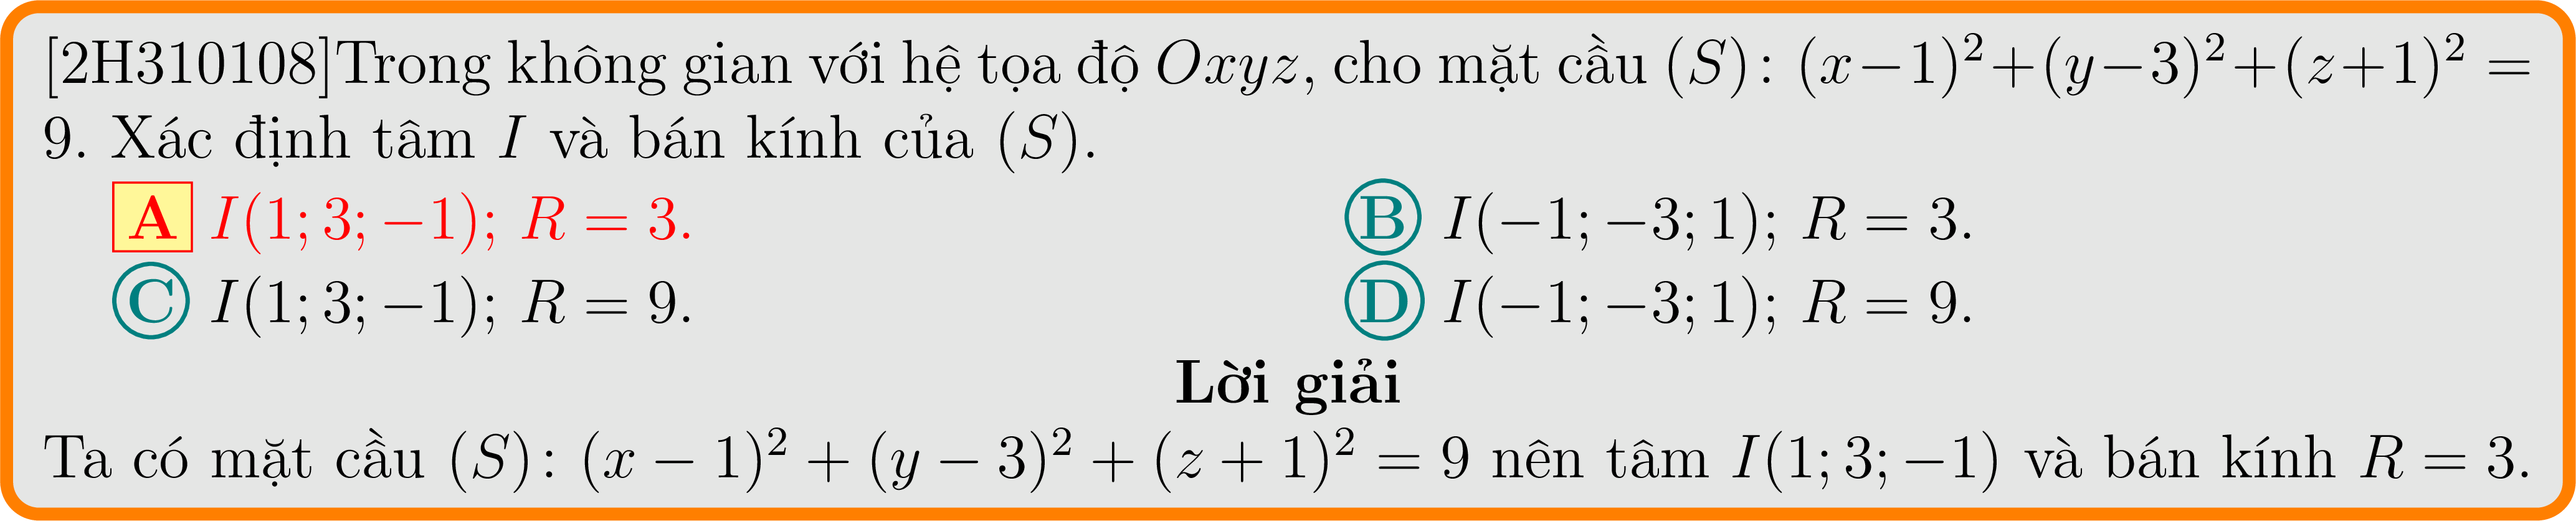 [2H310108]Trong không gian với hệ tọa độ Oxyz, cho mặt cầu (S): (x−1)²+(y−3)²+(z+1)² =
9. Xác định tâm I và bán kính của (S).
A I(1; 3; −1); R = 3. B I(−1; −3; 1); R = 3.
C I(1; 3; −1); R = 9. D I(−1; −3; 1); R = 9.
Lời giải
Ta có mặt cầu (S): (x − 1)² + (y − 3)² + (z + 1)² = 9 nên tâm I(1; 3; −1) và bán kính R = 3.